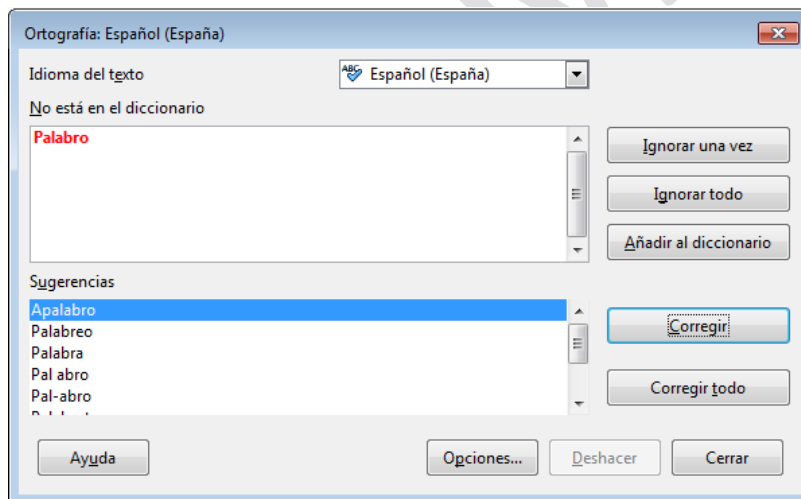 Ortografía: Español (España)
Idioma del texto
ABC
Español (España)
No está en el diccionario
Palabro
Ignorar una vez
Ignorar todo
Añadir al diccionario
Sugerencias
Apalabro
Palabreo
Palabra
Pal abro
Pal-abro
Corregir
Corregir todo
Ayuda
Opciones...
Deshacer
Cerrar